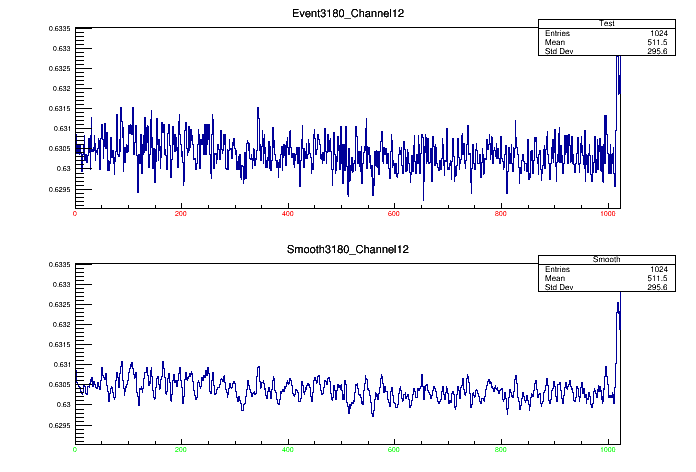 Event3180_Channel12
Test
Entries 1024
Mean 511.5
Std Dev 295.6
0.6335
0.633
0.6325
0.632
0.6315
0.631
0.6305
0.63
0.6295
0 200 400 600 800 1000
Smooth3180_Channel12
Smooth
Entries 1024
Mean 511.5
Std Dev 295.6
0.6335
0.633
0.6325
0.632
0.6315
0.631
0.6305
0.63
0.6295
0 200 400 600 800 1000